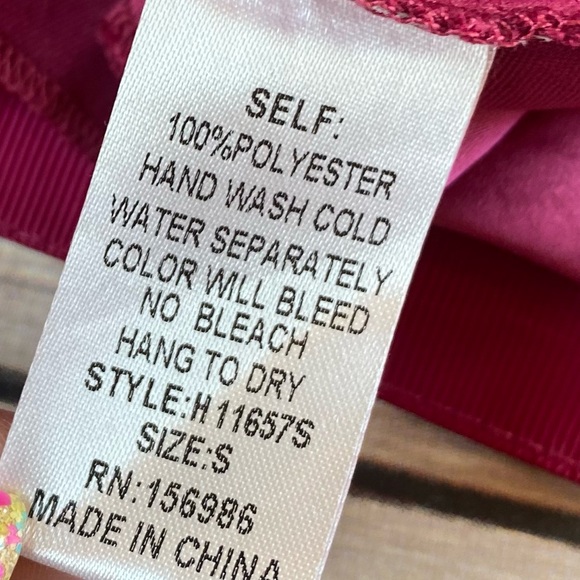 SELF:
100%POLYESTER
HAND WASH COLD
WATER SEPARATELY
COLOR WILL BLEED
NO BLEACH
HANG TO DRY
STYLE:H11657S
SIZE:S
RN:156986
MADE IN CHINA